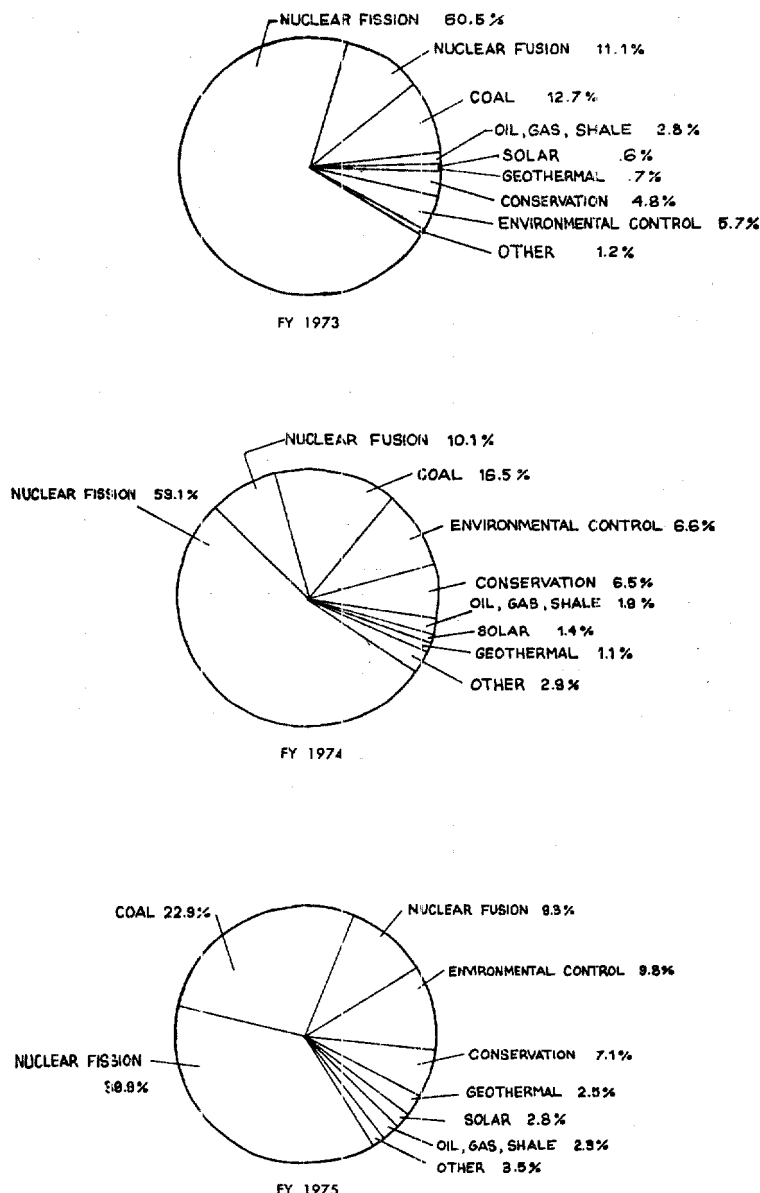 NUCLEAR FISSION 60.5%
NUCLEAR FUSION 11.1%
COAL 12.7%
OIL, GAS, SHALE 2.8%
SOLAR .6%
GEOTHERMAL .7%
CONSERVATION 4.8%
ENVIRONMENTAL CONTROL 5.7%
OTHER 1.2%
FY 1973
NUCLEAR FUSION 10.1%
COAL 16.5%
NUCLEAR FISSION 53.1%
ENVIRONMENTAL CONTROL 6.6%
CONSERVATION 6.5%
OIL, GAS, SHALE 1.9%
SOLAR 1.4%
GEOTHERMAL 1.1%
OTHER 2.9%
FY 1974
COAL 22.9%
NUCLEAR FUSION 9.3%
ENVIRONMENTAL CONTROL 9.8%
CONSERVATION 7.1%
NUCLEAR FISSION
GEOTHERMAL 2.5%
SOLAR 2.8%
OIL, GAS, SHALE 2.3%
OTHER 3.5%
FY 1975